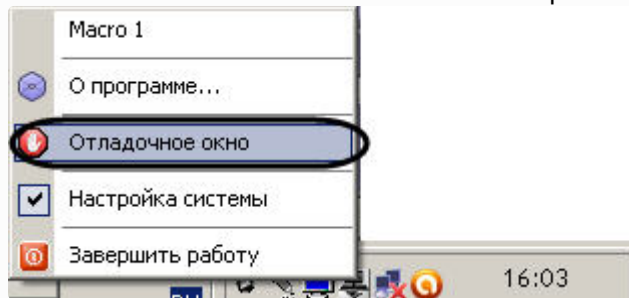 Macro 1
О программе...
Отладочное окно
Настройка системы
Завершить работу
16:03